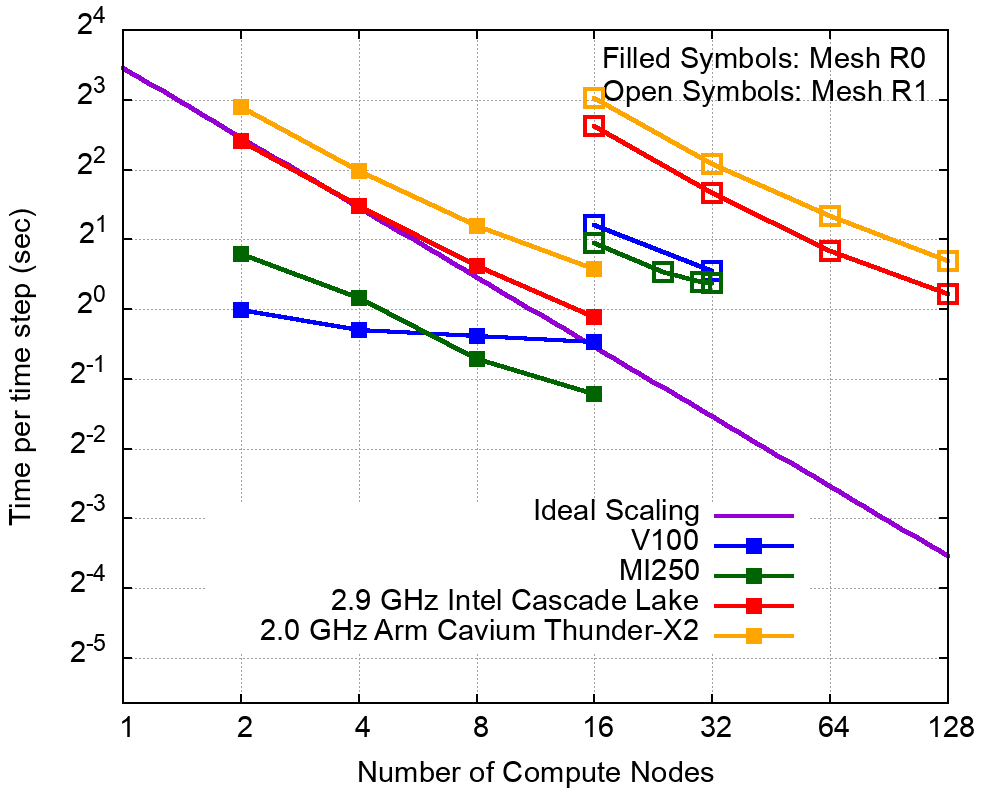 2^4
2^3
2^2
2^1
2^0
2^-1
2^-2
2^-3
2^-4
2^-5
Time per time step (sec)
Filled Symbols: Mesh R0
Open Symbols: Mesh R1
Ideal Scaling
V100
MI250
2.9 GHz Intel Cascade Lake
2.0 GHz Arm Cavium Thunder-X2
1 2 4 8 16 32 64 128
Number of Compute Nodes